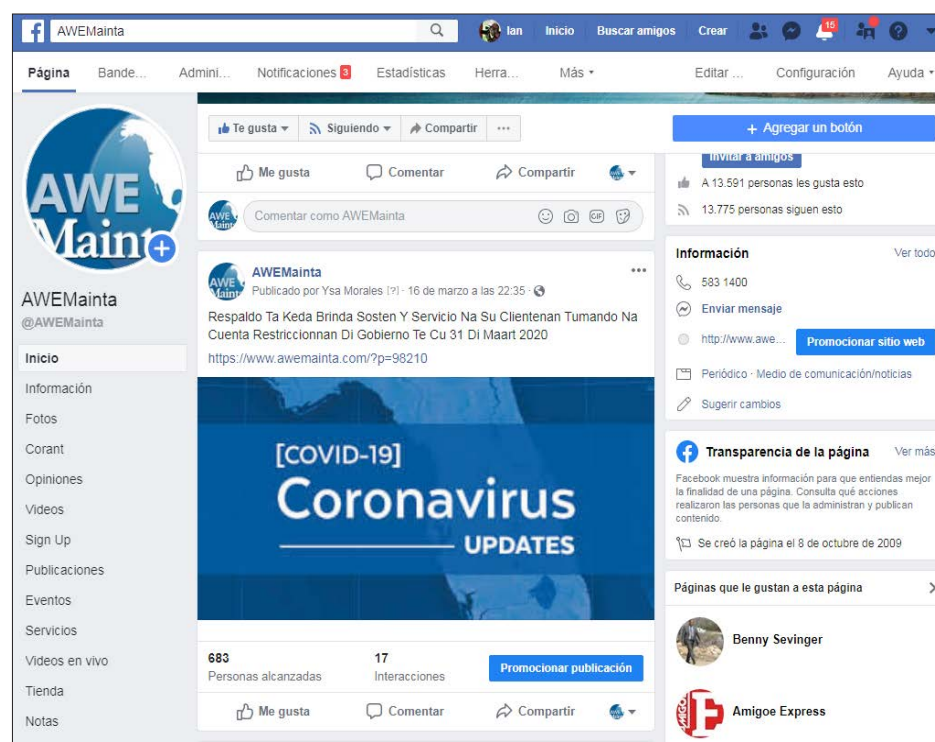 AWEMainta
Ian Inicio Buscar amigos Crear 15
Página Bande... Admini... Notificaciones 3 Estadísticas Herra... Más Editar ... Configuración Ayuda
AWE
Maint
AWEMainta
@AWEMainta
Inicio
Información
Fotos
Corant
Opiniones
Videos
Sign Up
Publicaciones
Eventos
Servicios
Videos en vivo
Tienda
Notas
Te gusta Siguiendo Compartir ...
Me gusta Comentar Compartir
Comentar como AWEMainta GIF
AWEMainta
Publicado por Ysa Morales [?] · 16 de marzo a las 22:35 ·
Respaldo Ta Keda Brinda Sosten Y Servicio Na Su Clientenan Tumando Na
Cuenta Restriccionnan Di Gobierno Te Cu 31 Di Maart 2020
https://www.awemainta.com/?p=98210
[COVID-19]
Coronavirus
UPDATES
683 17
Personas alcanzadas Interacciones
Promocionar publicación
Me gusta Comentar Compartir
+ Agregar un botón
Invitar a amigos
A 13.591 personas les gusta esto
13.775 personas siguen esto
Información Ver todo
583 1400
Enviar mensaje
http://www.awe... Promocionar sitio web
Periódico · Medio de comunicación/noticias
Sugerir cambios
Transparencia de la página Ver más
Facebook muestra información para que entiendas mejor
la finalidad de una página. Consulta qué acciones
realizaron las personas que la administran y publican
contenido.
Se creó la página el 8 de octubre de 2009
Páginas que le gustan a esta página
Benny Sevinger
Amigoe Express